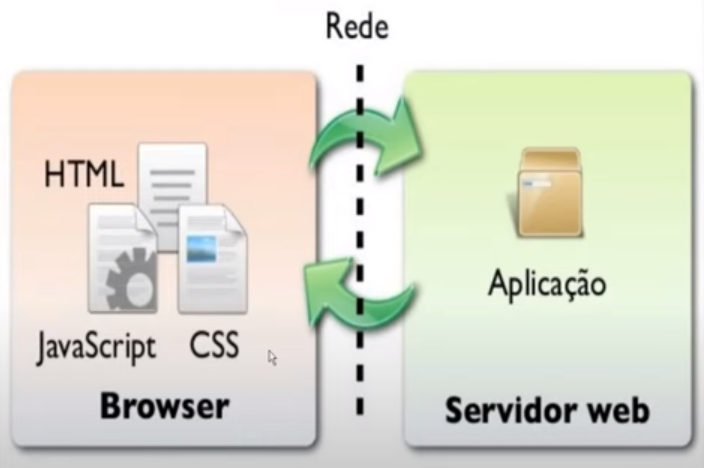 Rede
HTML
JavaScript CSS
Browser
Aplicação
Servidor web